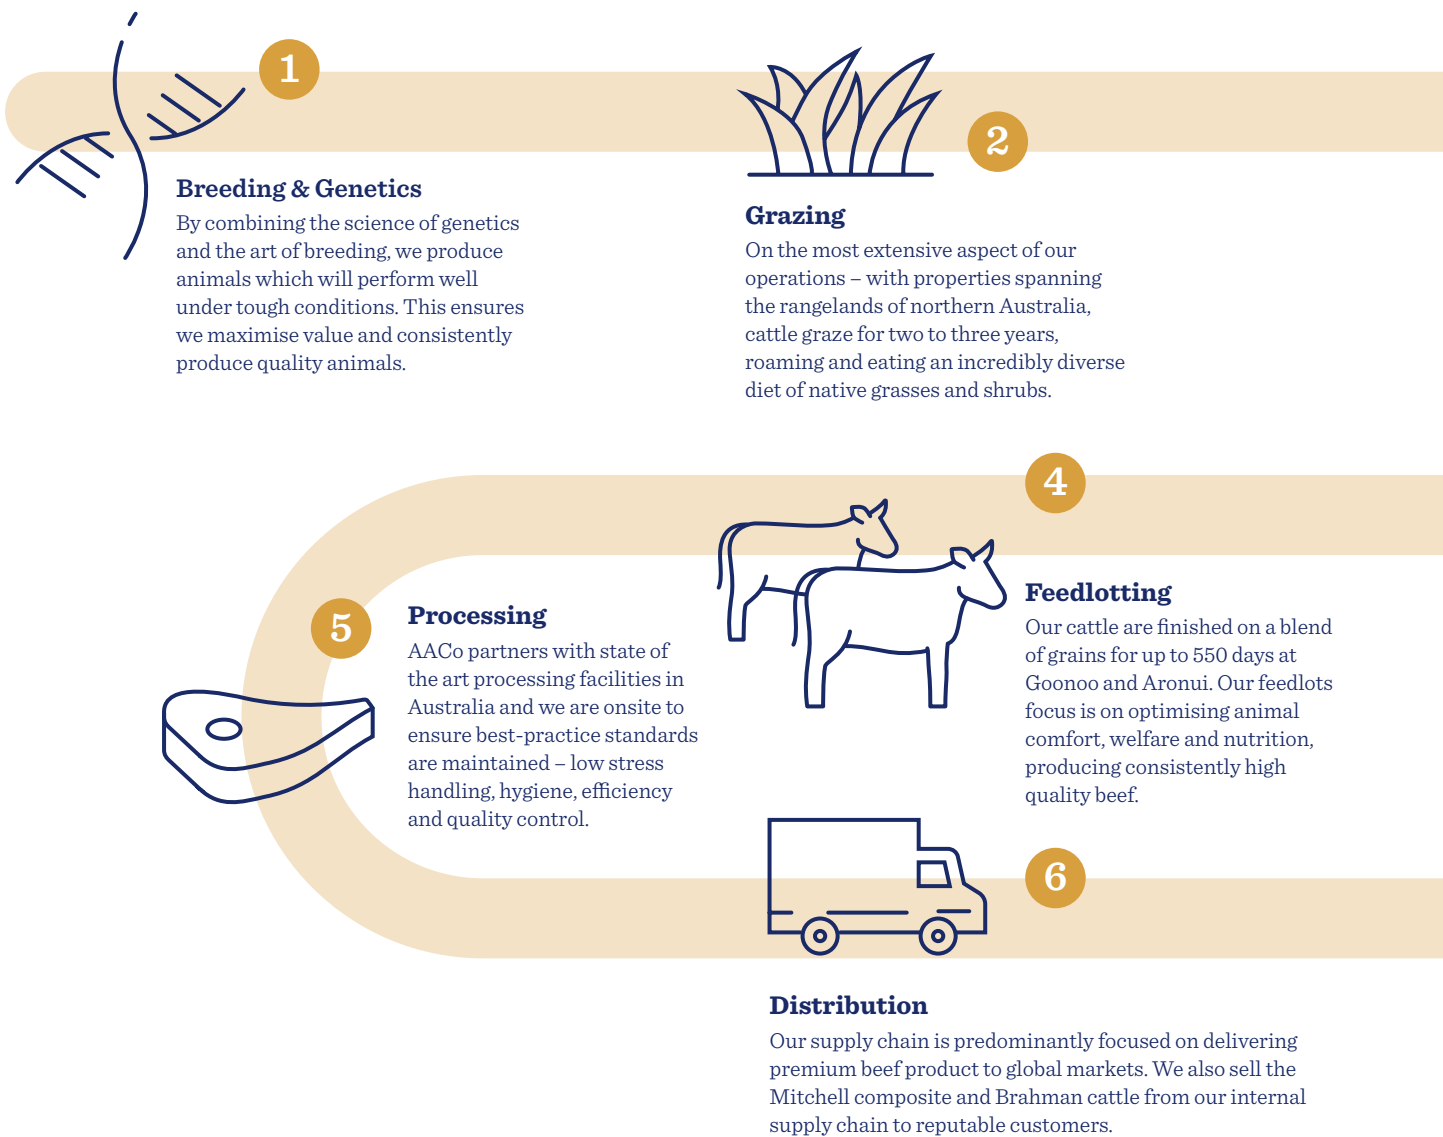 1
Breeding & Genetics
By combining the science of genetics
and the art of breeding, we produce
animals which will perform well
under tough conditions. This ensures
we maximise value and consistently
produce quality animals.
2
Grazing
On the most extensive aspect of our
operations – with properties spanning
the rangelands of northern Australia,
cattle graze for two to three years,
roaming and eating an incredibly diverse
diet of native grasses and shrubs.
4
Feedlotting
Our cattle are finished on a blend
of grains for up to 550 days at
Goonoo and Aronui. Our feedlots
focus is on optimising animal
comfort, welfare and nutrition,
producing consistently high
quality beef.
5
Processing
AACo partners with state of
the art processing facilities in
Australia and we are onsite to
ensure best-practice standards
are maintained – low stress
handling, hygiene, efficiency
and quality control.
6
Distribution
Our supply chain is predominantly focused on delivering
premium beef product to global markets. We also sell the
Mitchell composite and Brahman cattle from our internal
supply chain to reputable customers.